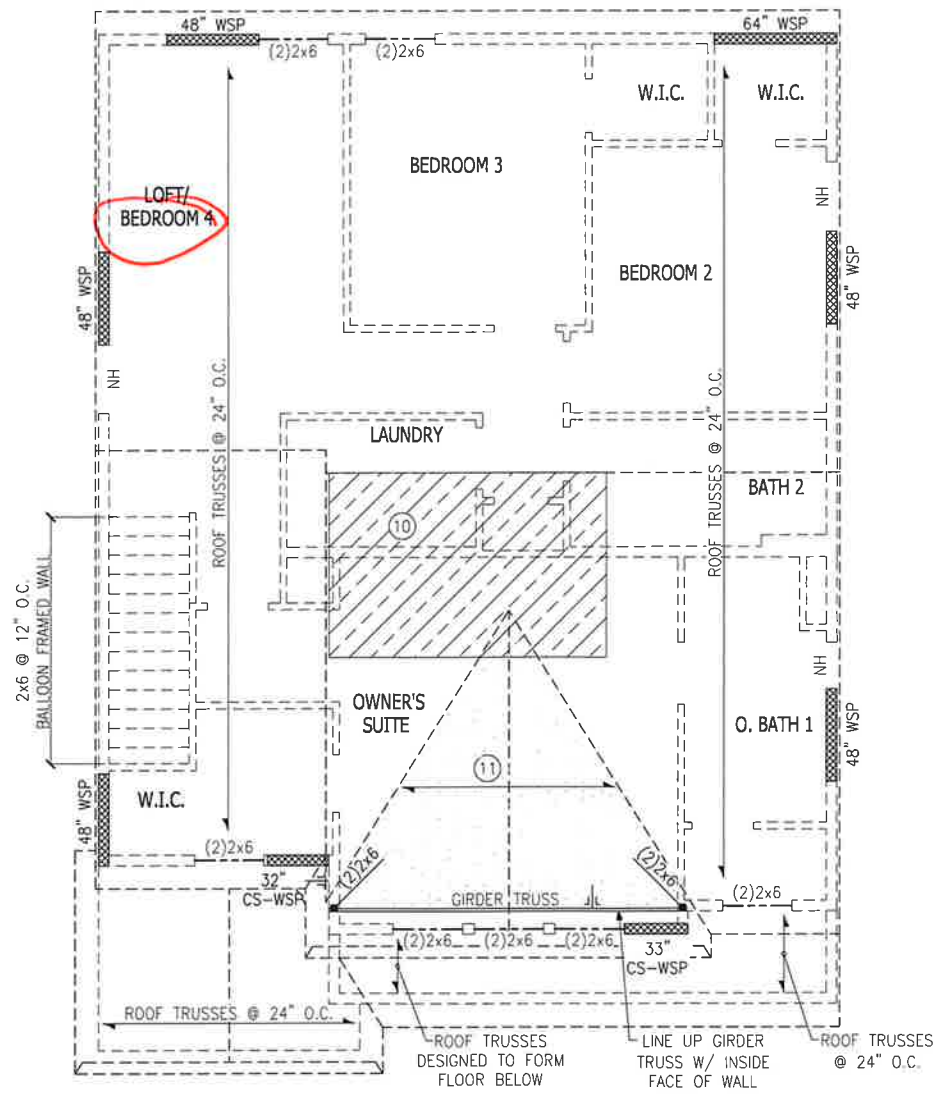 48" WSP
64" WSP
(2)2x6
(2)2x6
W.I.C.
W.I.C.
BEDROOM 3
LOFT/
BEDROOM 4
NH
BEDROOM 2
48" WSP
48" WSP
NH
ROOF TRUSSES @ 24" O.C.
ROOF TRUSSES @ 24" O.C.
LAUNDRY
BATH 2
10
2x6 @ 12" O.C.
BALLOON FRAMED WALL
NH
OWNER'S
SUITE
O. BATH 1
48" WSP
11
W.I.C.
48" WSP
(2)2x6
32"
CS-WSP
(2)2x6
(2)2x6
GIRDER TRUSS
(2)2x6
(2)2x6
(2)2x6
(2)2x6
33"
CS-WSP
ROOF TRUSSES @ 24" O.C.
ROOF TRUSSES
DESIGNED TO FORM
FLOOR BELOW
LINE UP GIRDER
TRUSS W/ INSIDE
FACE OF WALL
ROOF TRUSSES
@ 24" O.C.